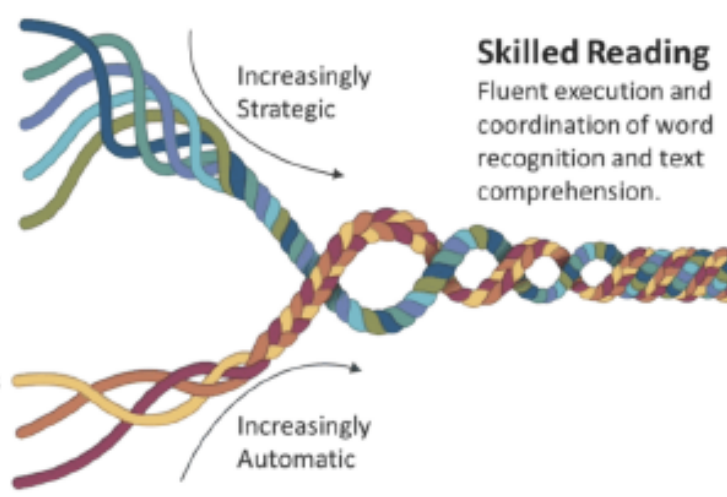 Increasingly
Strategic
Skilled Reading
Fluent execution and
coordination of word
recognition and text
comprehension.
Increasingly
Automatic